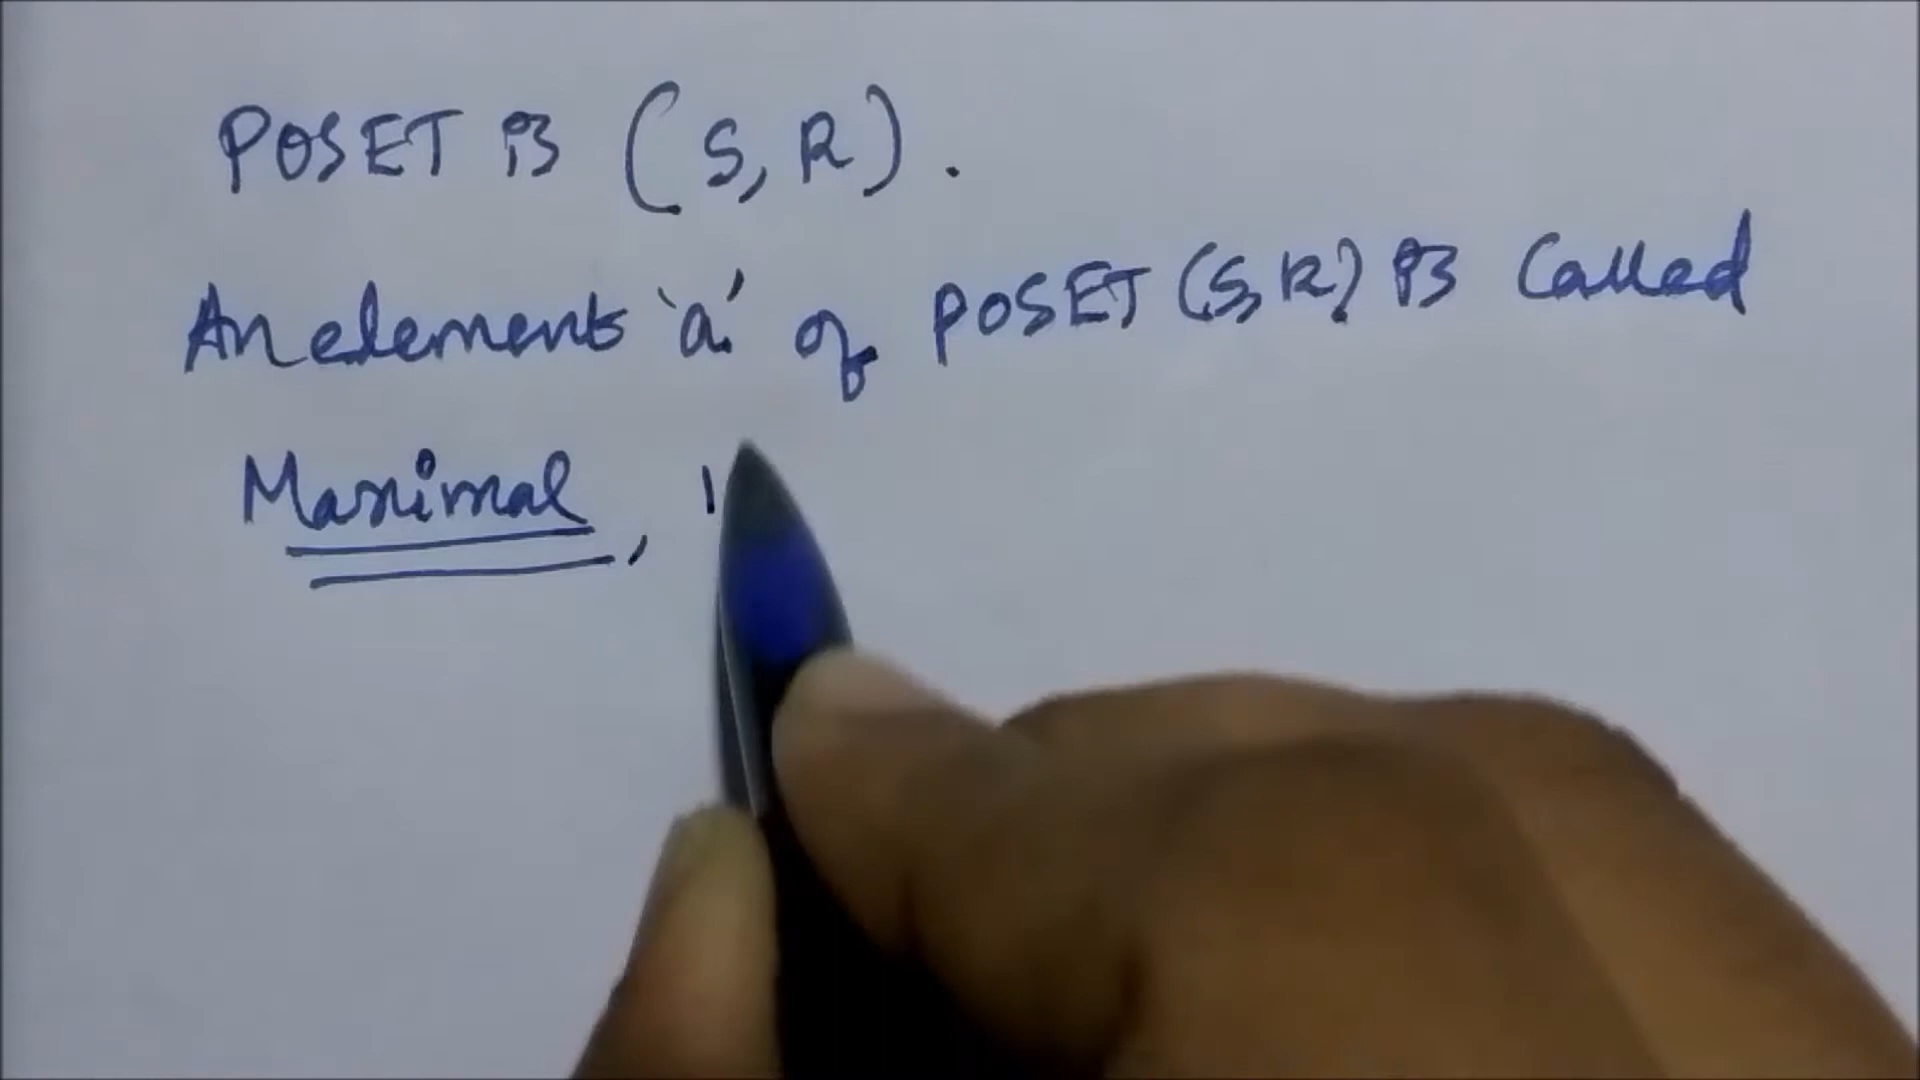 POSET is (S, R).
An element 'a' of POSET (S, R) is called
Maximal,